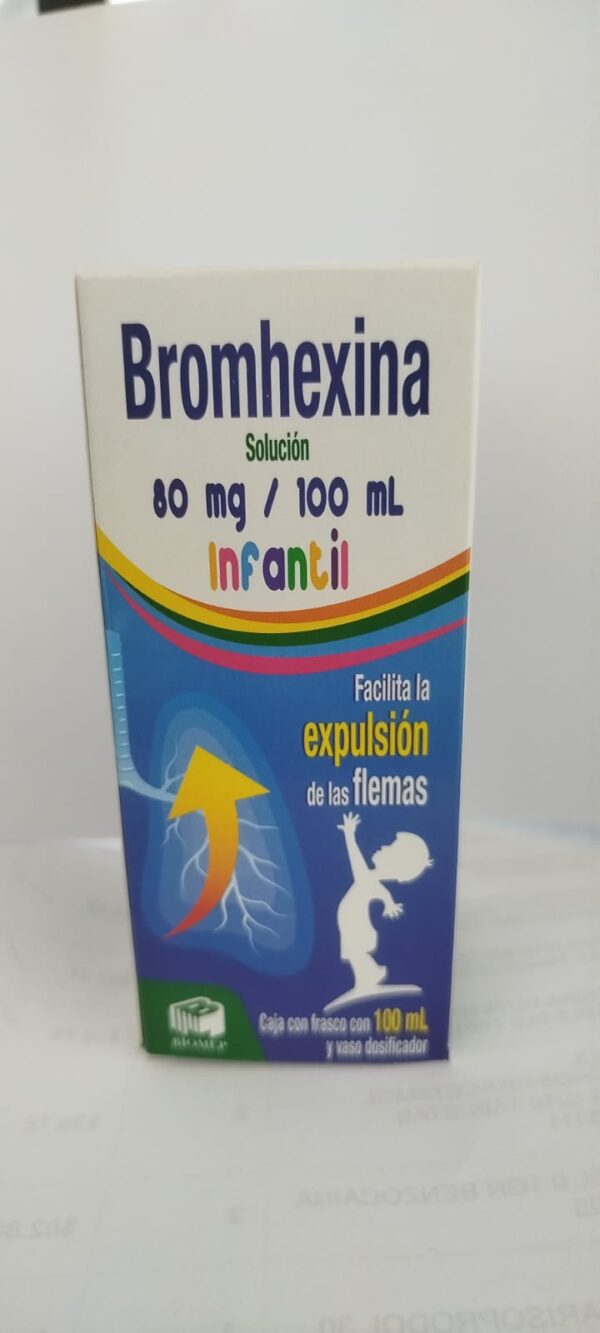 Bromhexina
Solución
80 mg / 100 mL
Infantil
Facilita la
expulsión
de las flemas
Caja con frasco con 100 mL
y vaso dosificador
BIOMEP